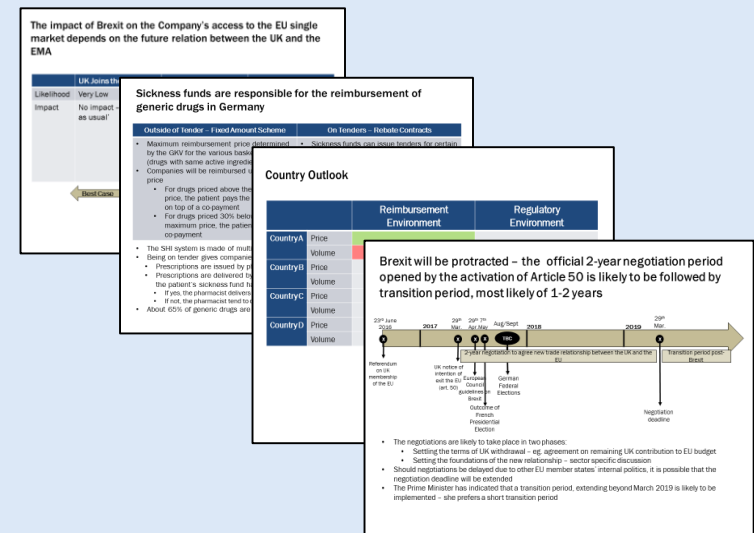 The impact of Brexit on the Company's access to the EU single
market depends on the future relation between the UK and the
EMA
UK Joins th
Likelihood Very Low
Impact No impact –
as usual'
Best Case
Sickness funds are responsible for the reimbursement of
generic drugs in Germany
Outside of Tender – Fixed Amount Scheme On Tenders – Rebate Contracts
• Maximum reimbursement price determined
by the GKV for the various baske
(drugs with same active ingredie
• Companies will be reimbursed u
price
• For drugs priced above the
price, the patient pays the
on top of a co-payment
• For drugs priced 30% belo
maximum price, the patien
co-payment
• Sickness funds can issue tenders for certain
• The SHI system is made of mult
• Being on tender gives companie
• Prescriptions are issued by pl
• Prescriptions are delivered by
the patient's sickness fund h
• If yes, the pharmacist delivers
• If not, the pharmacist tend to
• About 65% of generic drugs are
Country Outlook
Reimbursement
Environment
Regulatory
Environment
Country A Price
Volume
Country B Price
Volume
Country C Price
Volume
Country D Price
Volume
Brexit will be protracted – the official 2-year negotiation period
opened by the activation of Article 50 is likely to be followed by
transition period, most likely of 1-2 years
23rd June
2016
2017
29th
Mar.
29th
Apr.
7th
May
Aug/Sept
2018
2019
29th
Mar.
X X X X TBC X
2-year negotiation to agree new trade relationship between the UK and the
EU
Transition period post-
Brexit
Referendum
on UK
membership
of the EU
UK notice of
intention of
exit the EU
(art. 50)
European
Council
guidelines on
Brexit
Outcome of
French
Presidential
Election
German
Federal
Elections
Negotiation
deadline
• The negotiations are likely to take place in two phases:
• Settling the terms of UK withdrawal – eg. agreement on remaining UK contribution to EU budget
• Setting the foundations of the new relationship – sector specific discussion
• Should negotiations be delayed due to other EU member states' internal politics, it is possible that the
negotiation deadline will be extended
• The Prime Minister has indicated that a transition period, extending beyond March 2019 is likely to be
implemented – she prefers a short transition period